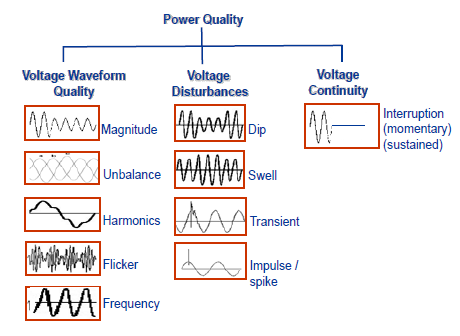 Power Quality
Voltage Waveform
Quality
Magnitude
Unbalance
Harmonics
Flicker
Frequency
Voltage
Disturbances
Dip
Swell
Transient
Impulse /
spike
Voltage
Continuity
Interruption
(momentary)
(sustained)